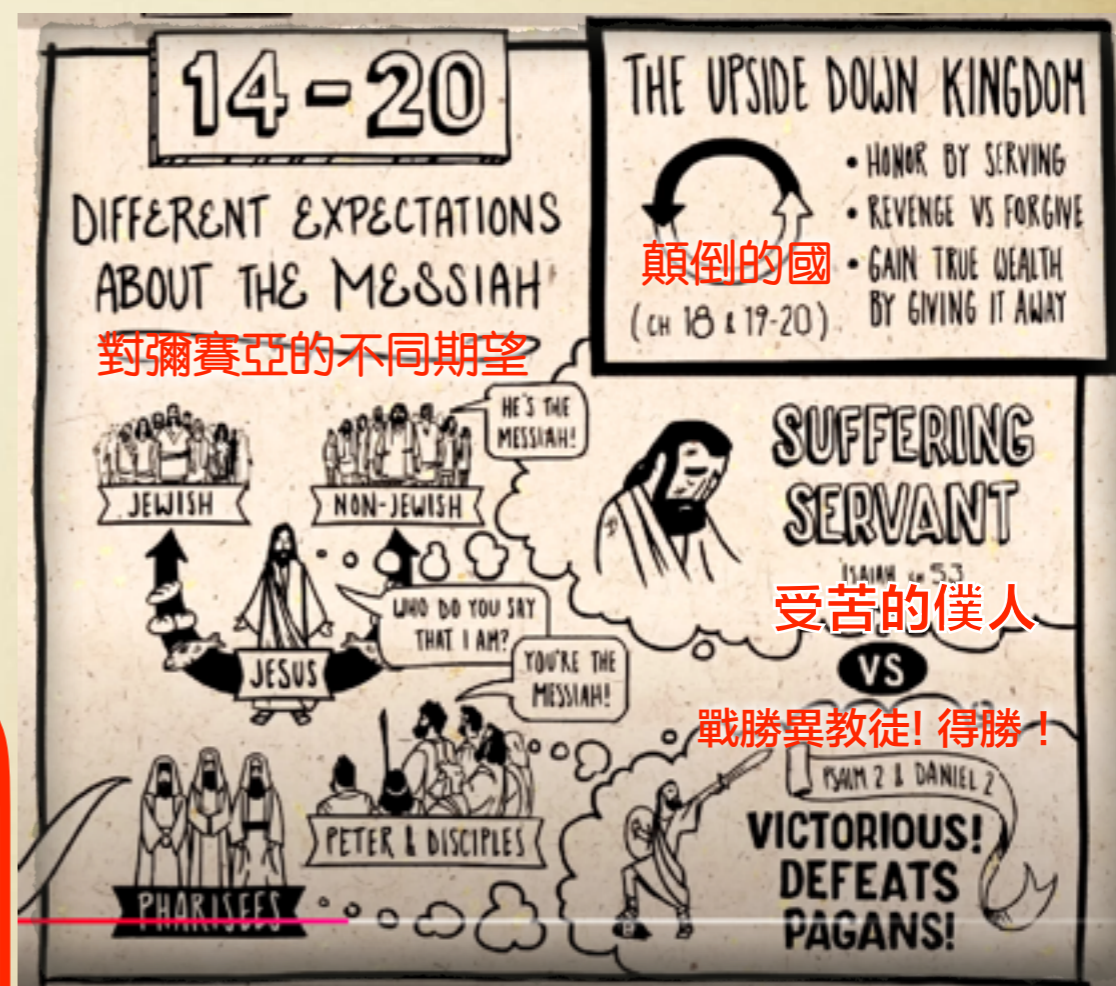 14-20
DIFFERENT EXPECTATIONS
ABOUT THE MESSIAH
對彌賽亞的不同期望
THE UPSIDE DOWN KINGDOM
• HONOR BY SERVING
• REVENGE VS FORGIVE
• GAIN TRUE WEALTH
BY GIVING IT AWAY
顛倒的國
(CH 18 & 19-20)
HE'S THE
MESSIAH!
JEWISH
NON-JEWISH
SUFFERING
SERVANT
ISAIAH 53
受苦的僕人
WHO DO YOU SAY
THAT I AM?
JESUS
YOU'RE THE
MESSIAH!
VS
戰勝異教徒! 得勝！
PSALM 2 & DANIEL 2
VICTORIOUS!
DEFEATS
PAGANS!
PETER & DISCIPLES
PHARISEES